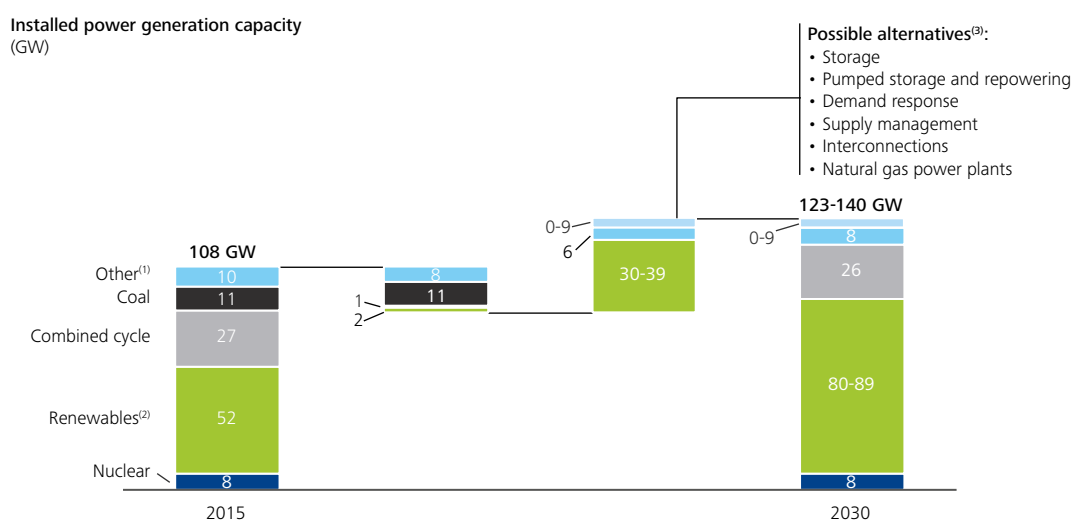 Installed power generation capacity
(GW)
Possible alternatives(3):
• Storage
• Pumped storage and repowering
• Demand response
• Supply management
• Interconnections
• Natural gas power plants
123-140 GW
0-9
0-9
6
8
108 GW
Other(1)
10
8
30-39
26
Coal
11
11
1
2
Combined cycle
27
80-89
Renewables(2)
52
Nuclear
8
8
2015
2030